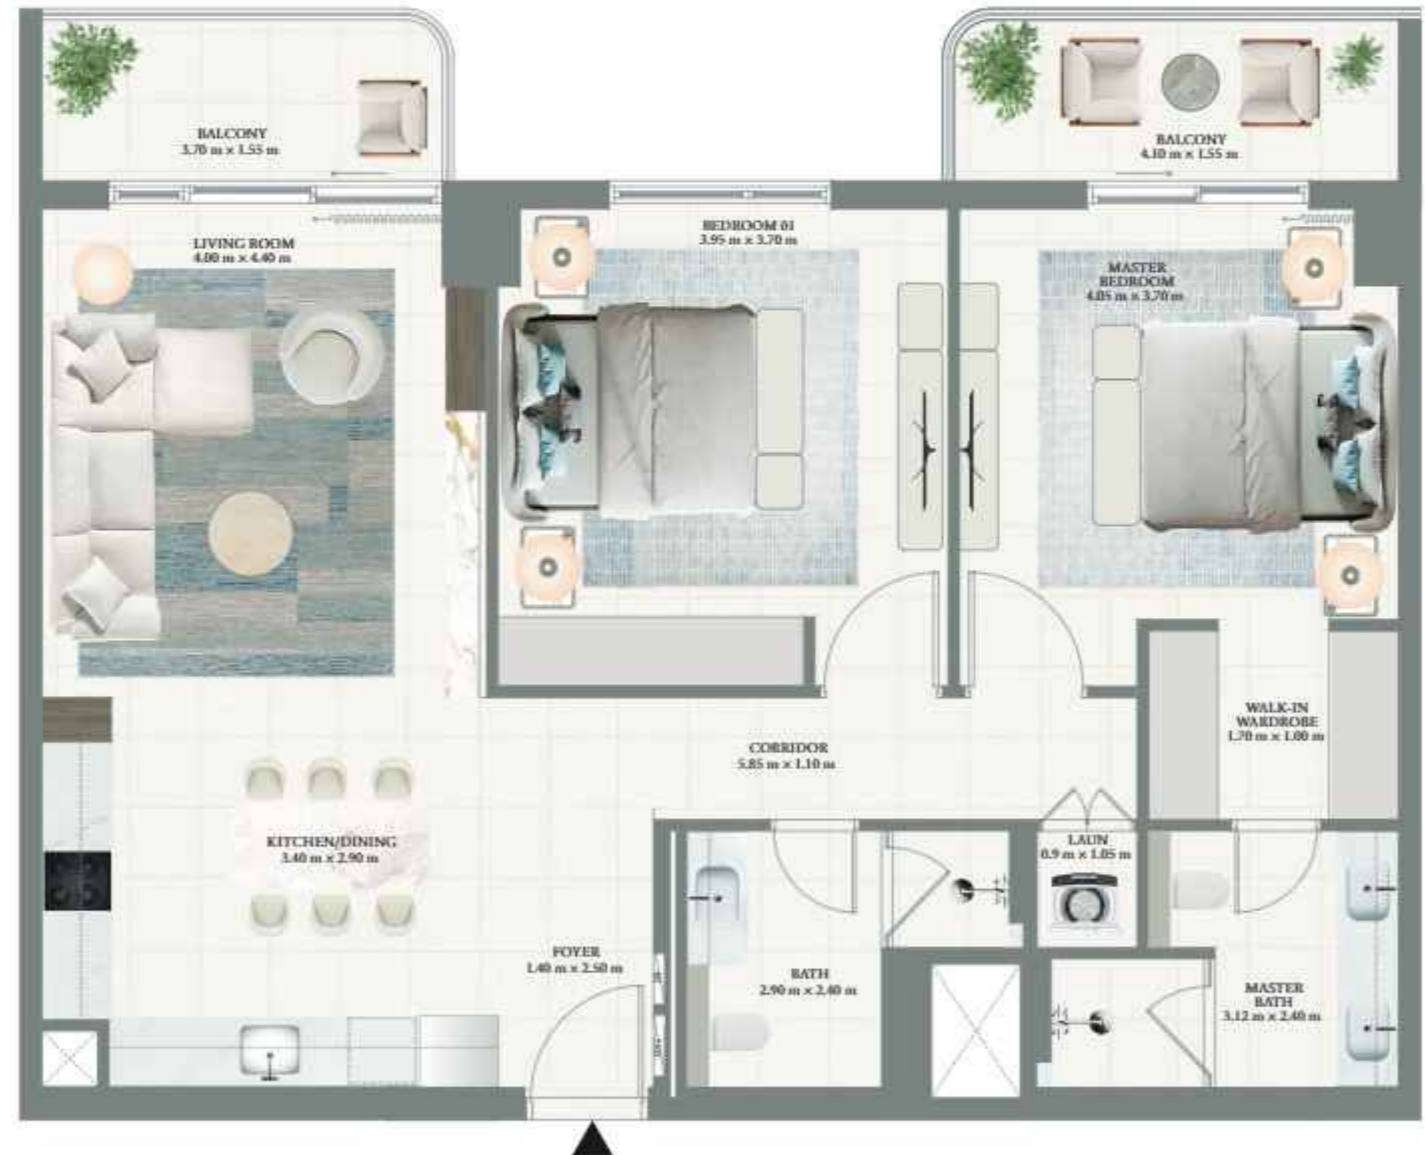 BALCONY
3.70 m x 1.55 m
BALCONY
4.10 m x 1.55 m
LIVING ROOM
4.00 m x 4.40 m
BEDROOM 01
3.95 m x 3.70 m
MASTER
BEDROOM
4.05 m x 3.70 m
WALK-IN
WARDROBE
1.70 m x 1.00 m
CORRIDOR
5.85 m x 1.10 m
KITCHEN/DINING
3.40 m x 2.90 m
LAUN
0.9 m x 1.05 m
FOYER
1.40 m x 2.50 m
BATH
2.90 m x 2.40 m
MASTER
BATH
3.12 m x 2.40 m